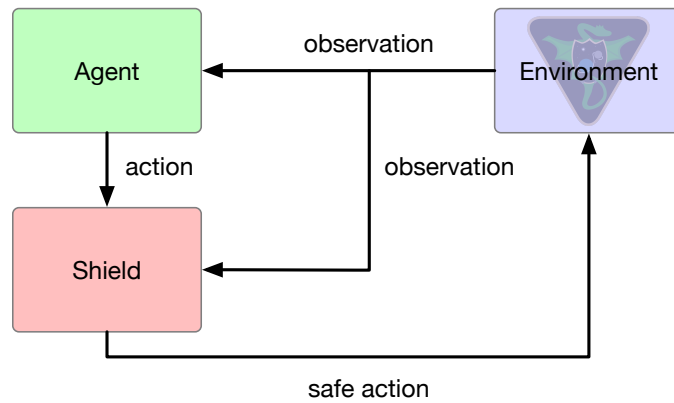 observation
Agent
Environment
action
observation
Shield
safe action